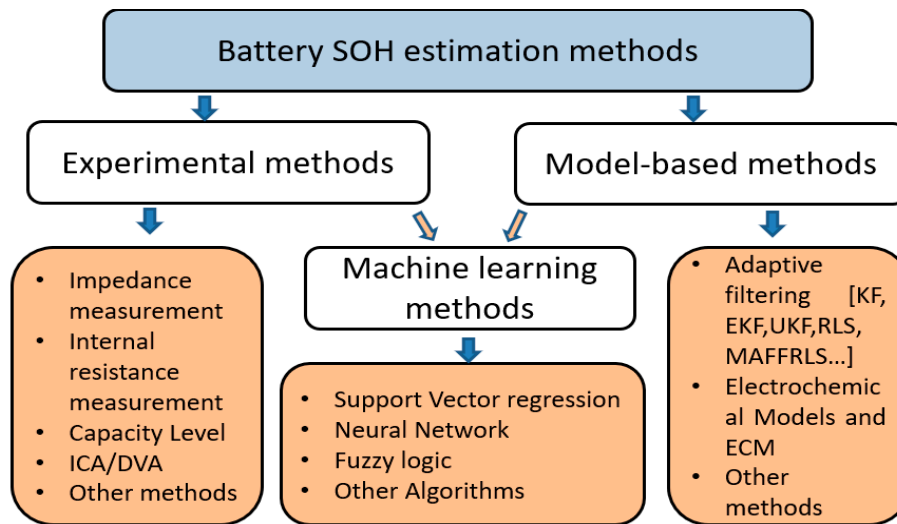 Battery SOH estimation methods
Experimental methods
Model-based methods
Machine learning
methods
• Impedance
measurement
• Internal
resistance
measurement
• Capacity Level
• ICA/DVA
• Other methods
• Support Vector regression
• Neural Network
• Fuzzy logic
• Other Algorithms
• Adaptive
filtering [KF,
EKF,UKF,RLS,
MAFFRLS...]
• Electrochemic
al Models and
ECM
• Other
methods